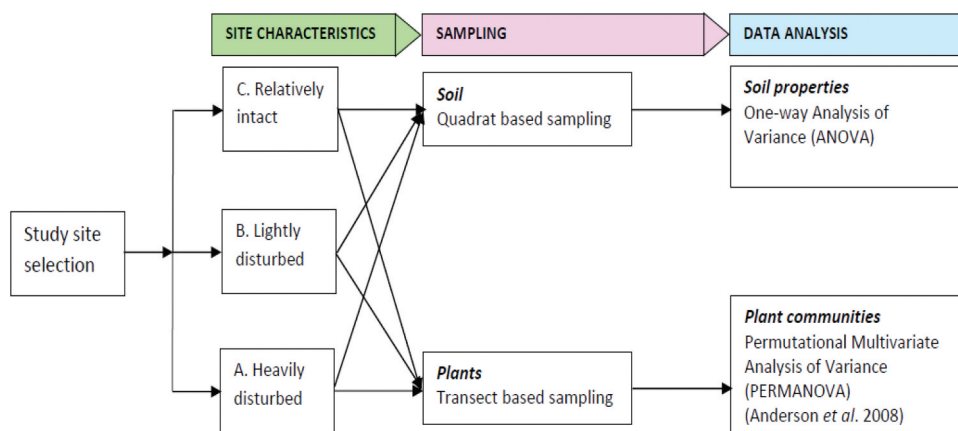 SITE CHARACTERISTICS
SAMPLING
DATA ANALYSIS
Study site
selection
C. Relatively
intact
B. Lightly
disturbed
A. Heavily
disturbed
Soil
Quadrat based sampling
Plants
Transect based sampling
Soil properties
One-way Analysis of
Variance (ANOVA)
Plant communities
Permutational Multivariate
Analysis of Variance
(PERMANOVA)
(Anderson et al. 2008)